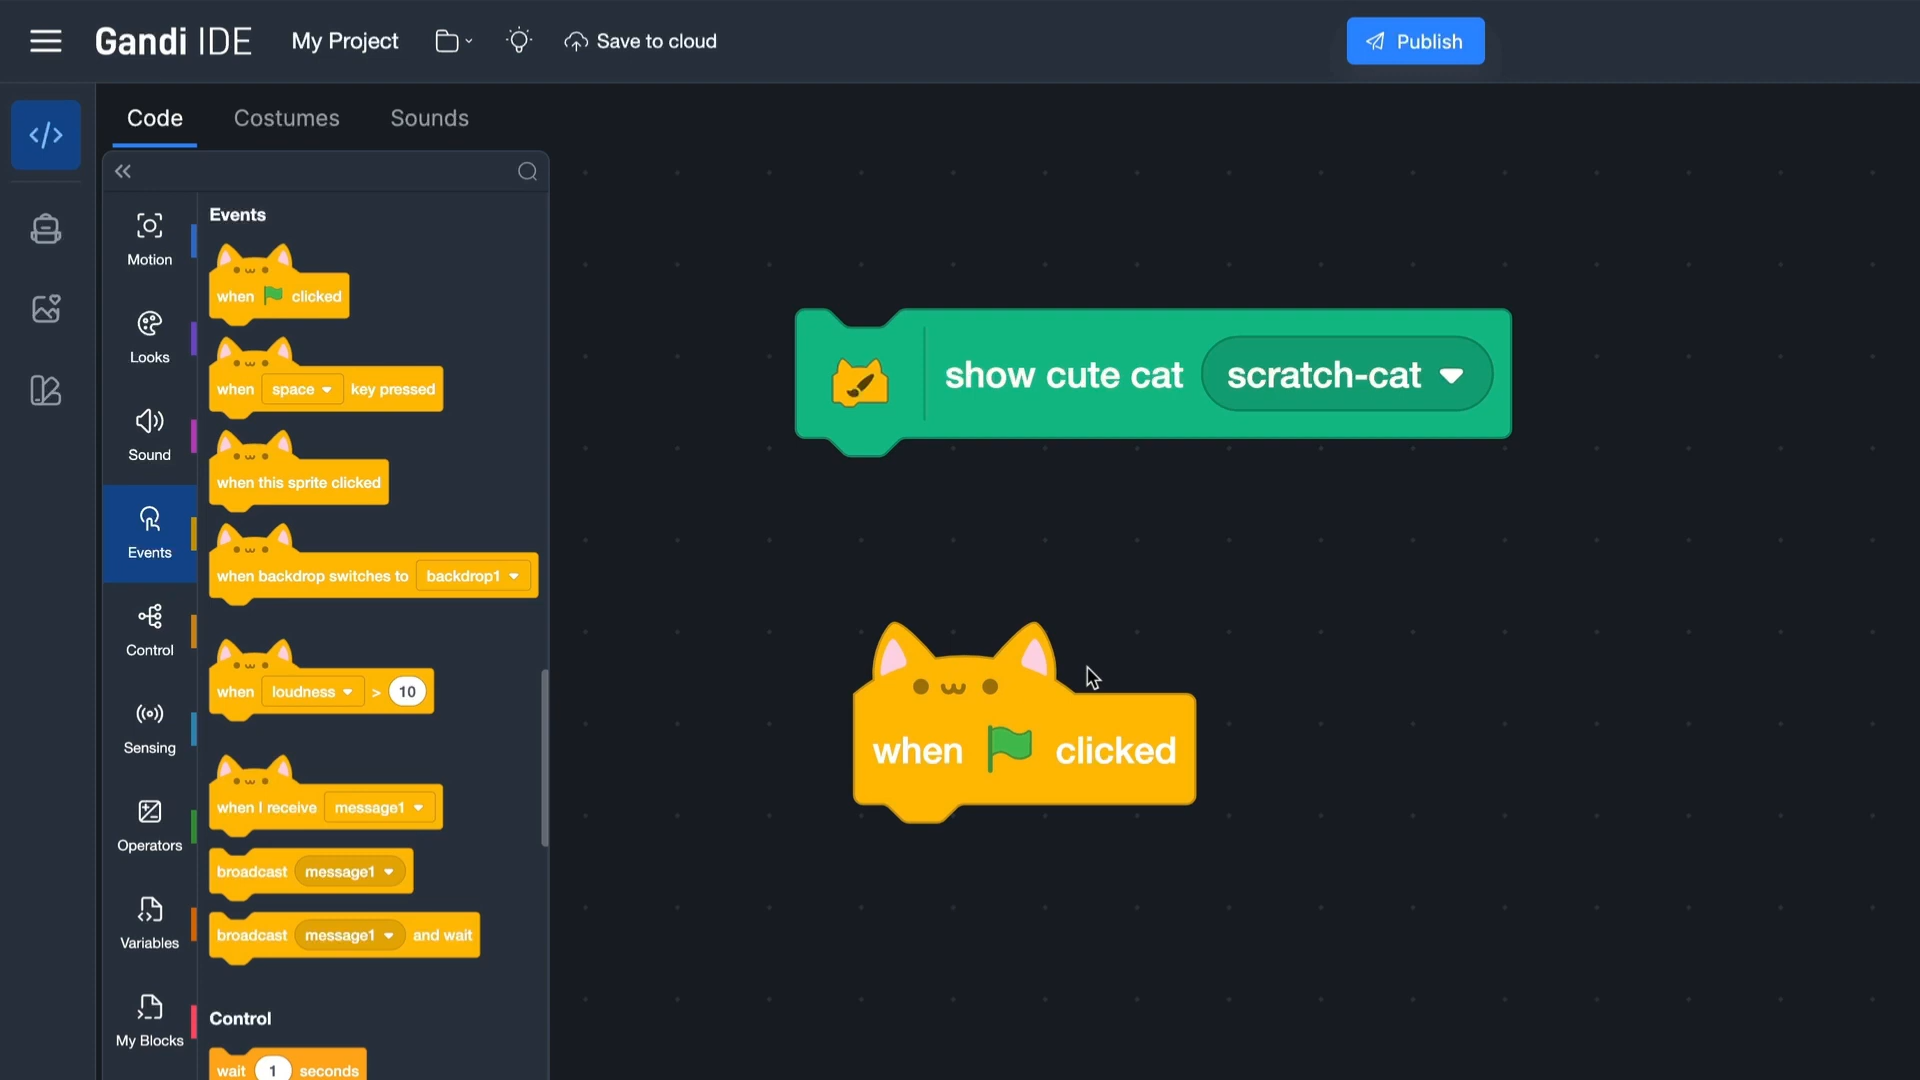 Gandi IDE
My Project
Save to cloud
Publish
Code
Costumes
Sounds
Motion
Looks
Sound
Events
Control
Sensing
Operators
Variables
My Blocks
Events
when clicked
when space key pressed
when this sprite clicked
when backdrop switches to backdrop1
when loudness > 10
when I receive message1
broadcast message1
broadcast message1 and wait
Control
wait 1 seconds
show cute cat scratch-cat
when clicked